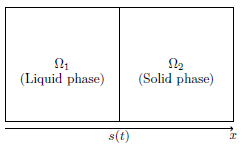 Ω₁
(Liquid phase)
Ω₂
(Solid phase)
s(t)
x